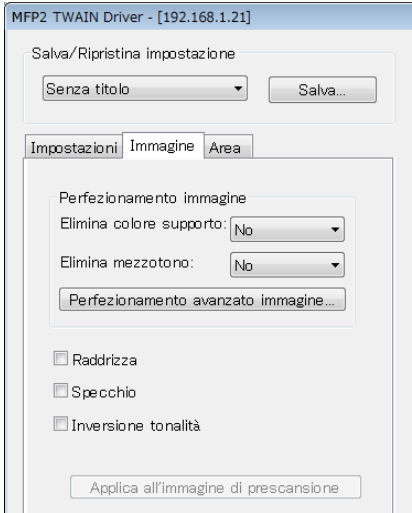 MFP2 TWAIN Driver - [192.168.1.21]
Salva/Ripristina impostazione
Senza titolo Salva...
Impostazioni Immagine Area
Perfezionamento immagine
Elimina colore supporto: No
Elimina mezzotono: No
Perfezionamento avanzato immagine...
Raddrizza
Specchio
Inversione tonalità
Applica all'immagine di prescansione